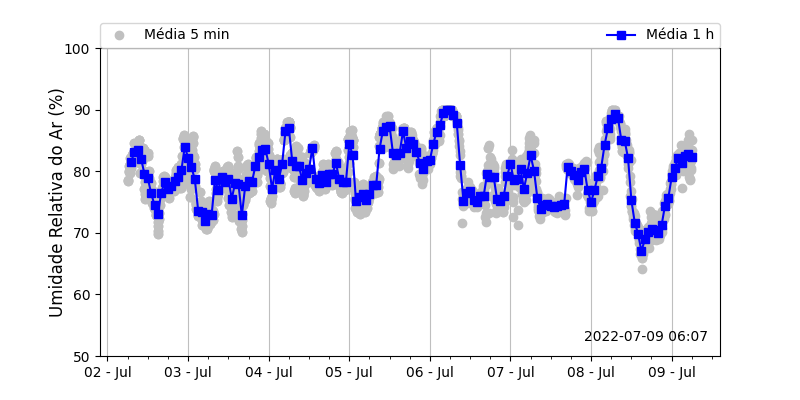 Média 5 min
Média 1 h
Umidade Relativa do Ar (%)
100
90
80
70
60
50
2022-07-09 06:07
02 - Jul
03 - Jul
04 - Jul
05 - Jul
06 - Jul
07 - Jul
08 - Jul
09 - Jul